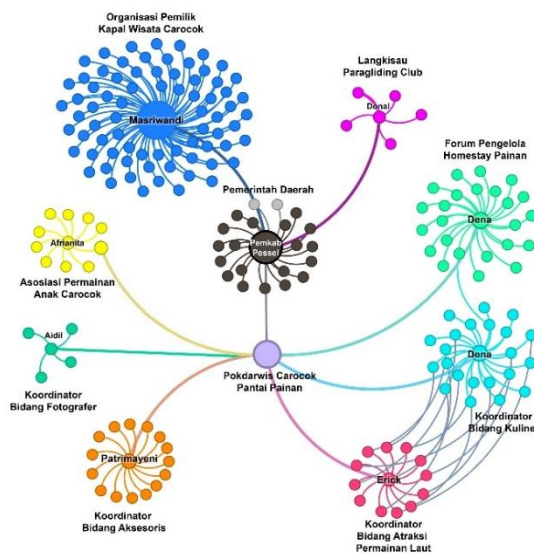 Organisasi Pemilik
Kapal Wisata Carocok
Masriwandi
Langkisau
Paragliding Club
Donal
Forum Pengelola
Homestay Painan
Dena
Pemerintah Daerah
Pemkab
Pessel
Afrianita
Asosiasi Permainan
Anak Carocok
Aidil
Koordinator
Bidang Fotografer
Pokdarwis Carocok
Pantai Painan
Dona
Koordinator
Bidang Kuline
Patrimayeni
Koordinator
Bidang Aksesoris
Erick
Koordinator
Bidang Atraksi
Permainan Laut